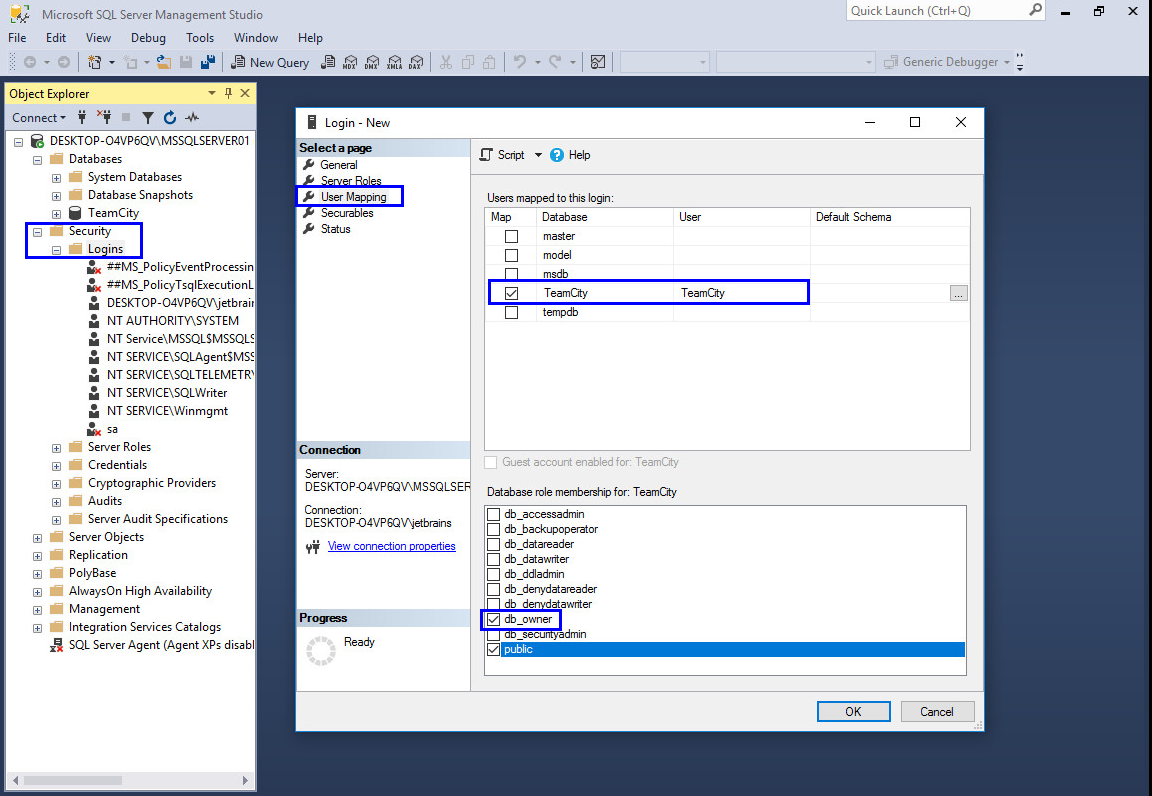 Microsoft SQL Server Management Studio
Quick Launch (Ctrl+Q)
File Edit View Debug Tools Window Help
New Query
MDX DMX XMLA DAX
Generic Debugger
Object Explorer
Connect
DESKTOP-O4VP6QV\MSSQLSERVER01
Databases
System Databases
Database Snapshots
TeamCity
Security
Logins
##MS_PolicyEventProcessin
##MS_PolicyTsqlExecutionL
DESKTOP-O4VP6QV\jetbrain
NT AUTHORITY\SYSTEM
NT Service\MSSQL$MSSQLS
NT SERVICE\SQLAgent$MSS
NT SERVICE\SQLTELEMETRY
NT SERVICE\SQLWriter
NT SERVICE\Winmgmt
sa
Server Roles
Credentials
Cryptographic Providers
Audits
Server Audit Specifications
Server Objects
Replication
PolyBase
AlwaysOn High Availability
Management
Integration Services Catalogs
SQL Server Agent (Agent XPs disabl
Login - New
Select a page
General
Server Roles
User Mapping
Securables
Status
Connection
Server:
DESKTOP-O4VP6QV\MSSQLSER
Connection:
DESKTOP-O4VP6QV\jetbrains
View connection properties
Progress
Ready
Script
Help
Users mapped to this login:
Map Database User Default Schema
master
model
msdb
TeamCity TeamCity
...
tempdb
Guest account enabled for: TeamCity
Database role membership for: TeamCity
db_accessadmin
db_backupoperator
db_datareader
db_datawriter
db_ddladmin
db_denydatareader
db_denydatawriter
db_owner
db_securityadmin
public
OK Cancel